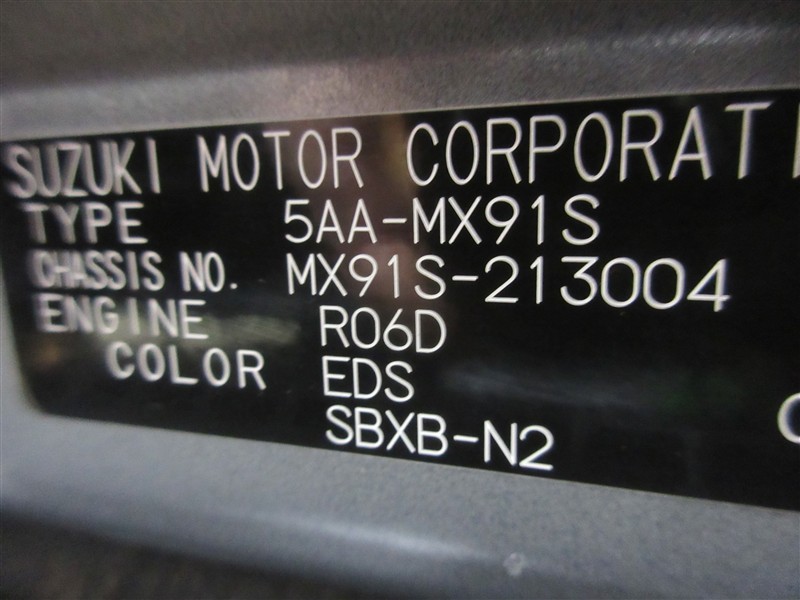 SUZUKI MOTOR CORPORATI
TYPE 5AA-MX91S
CHASSIS NO. MX91S-213004
ENGINE R06D
COLOR EDS
SBXB-N2